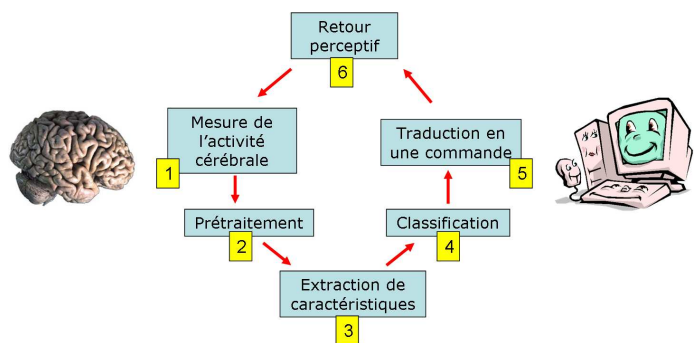 Retour
perceptif
6
Mesure de
l’activité
cérébrale
1
Traduction en
une commande
5
Prétraitement
2
Classification
4
Extraction de
caractéristiques
3